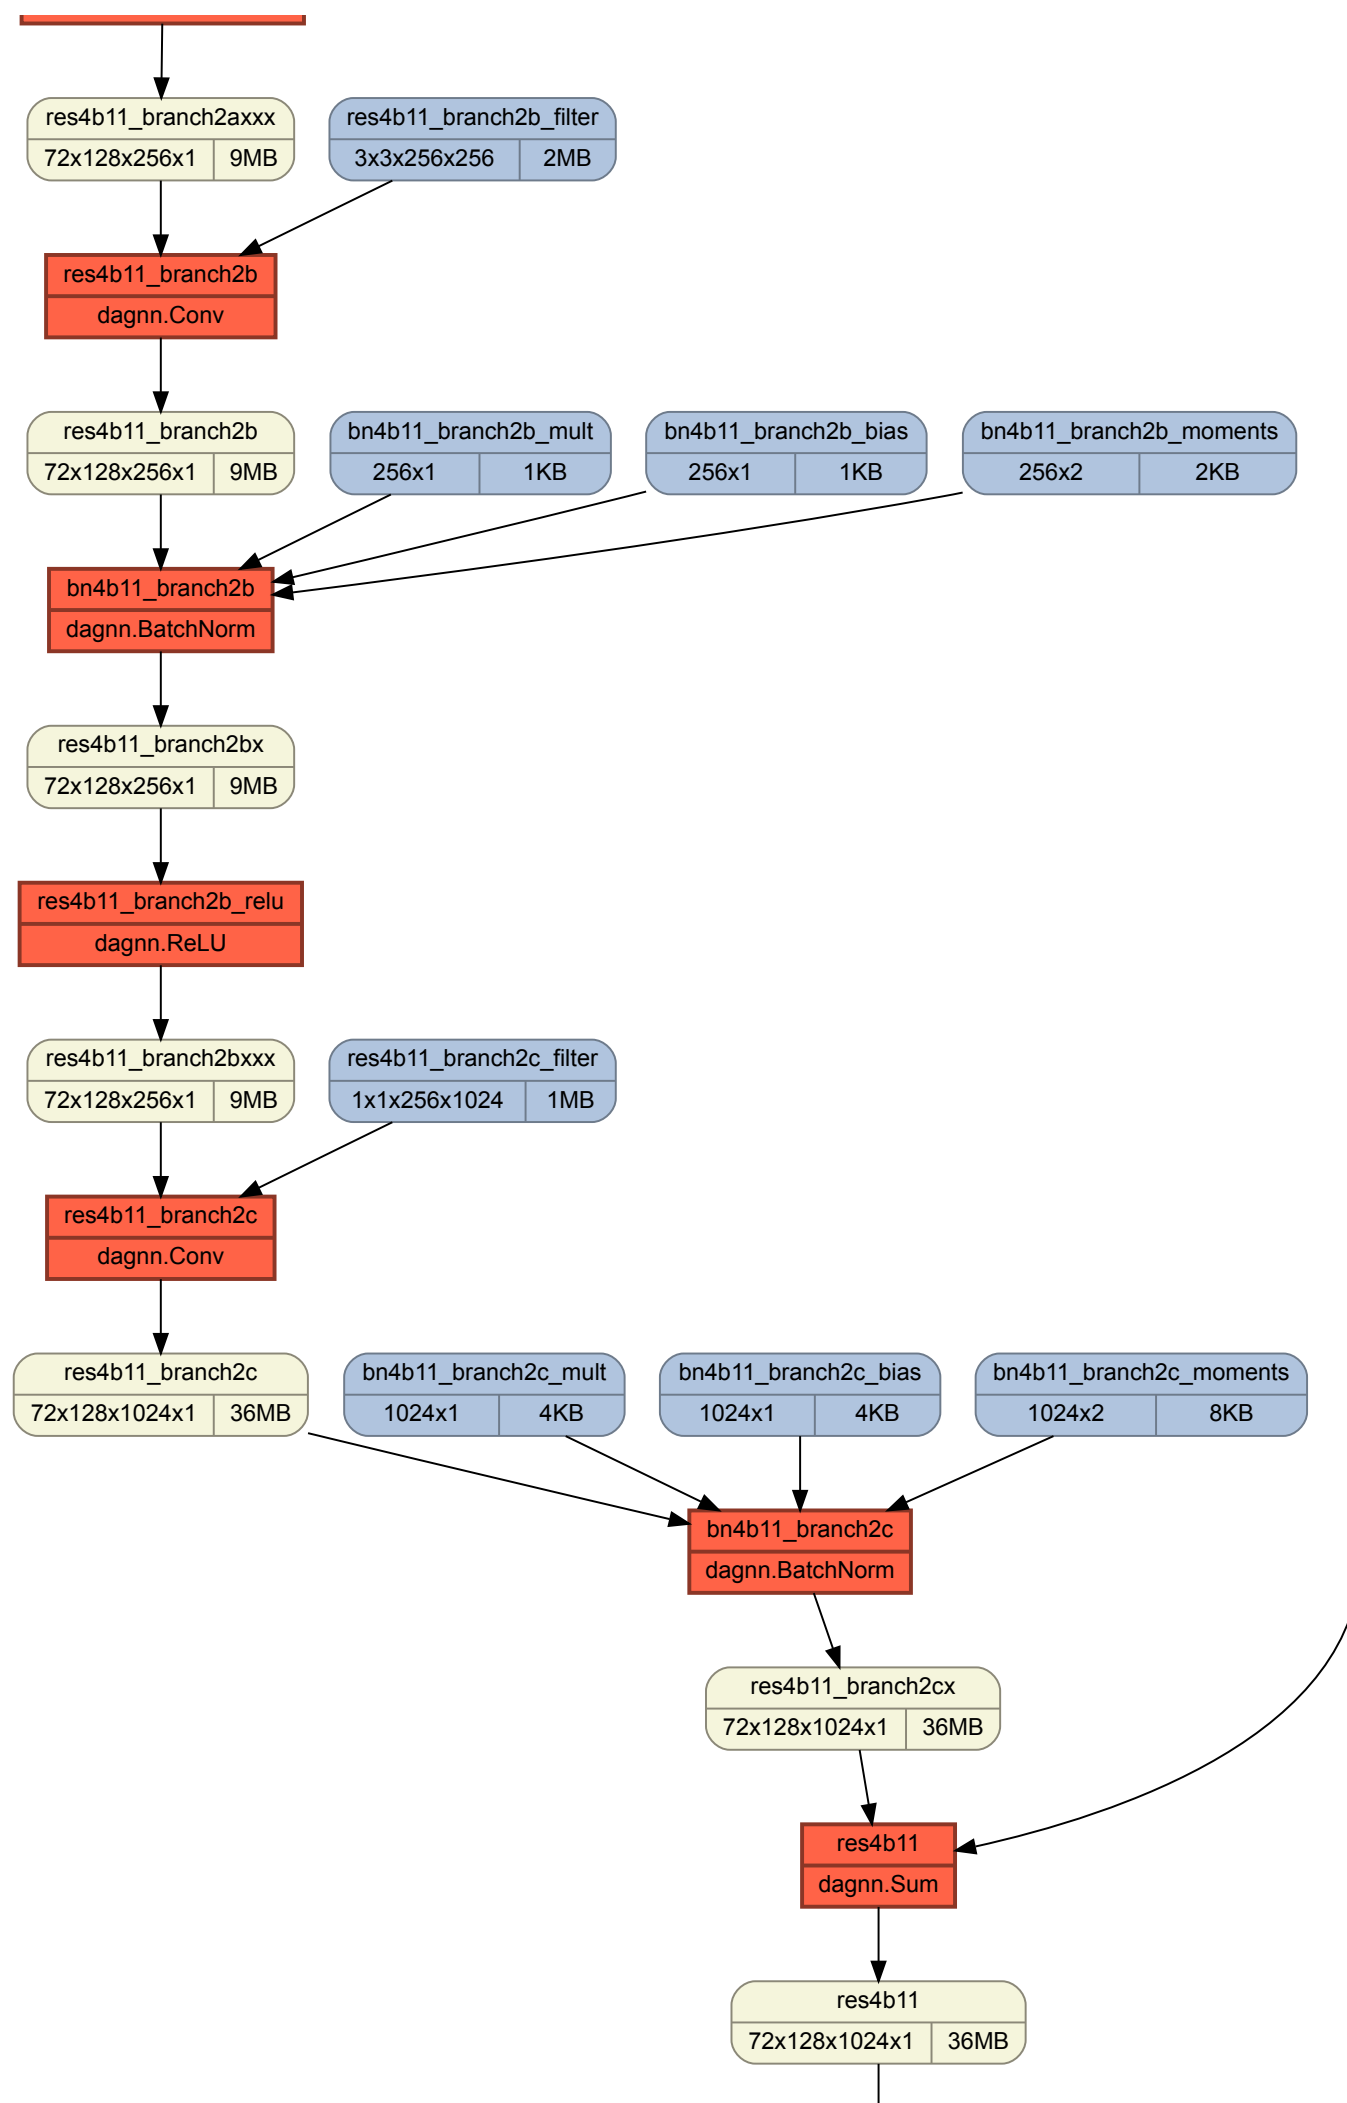 res4b11_branch2axxx
72x128x256x1 9MB
res4b11_branch2b_filter
3x3x256x256 2MB
res4b11_branch2b
dagnn.Conv
res4b11_branch2b
72x128x256x1 9MB
bn4b11_branch2b_mult
256x1 1KB
bn4b11_branch2b_bias
256x1 1KB
bn4b11_branch2b_moments
256x2 2KB
bn4b11_branch2b
dagnn.BatchNorm
res4b11_branch2bx
72x128x256x1 9MB
res4b11_branch2b_relu
dagnn.ReLU
res4b11_branch2bxxx
72x128x256x1 9MB
res4b11_branch2c_filter
1x1x256x1024 1MB
res4b11_branch2c
dagnn.Conv
res4b11_branch2c
72x128x1024x1 36MB
bn4b11_branch2c_mult
1024x1 4KB
bn4b11_branch2c_bias
1024x1 4KB
bn4b11_branch2c_moments
1024x2 8KB
bn4b11_branch2c
dagnn.BatchNorm
res4b11_branch2cx
72x128x1024x1 36MB
res4b11
dagnn.Sum
res4b11
72x128x1024x1 36MB